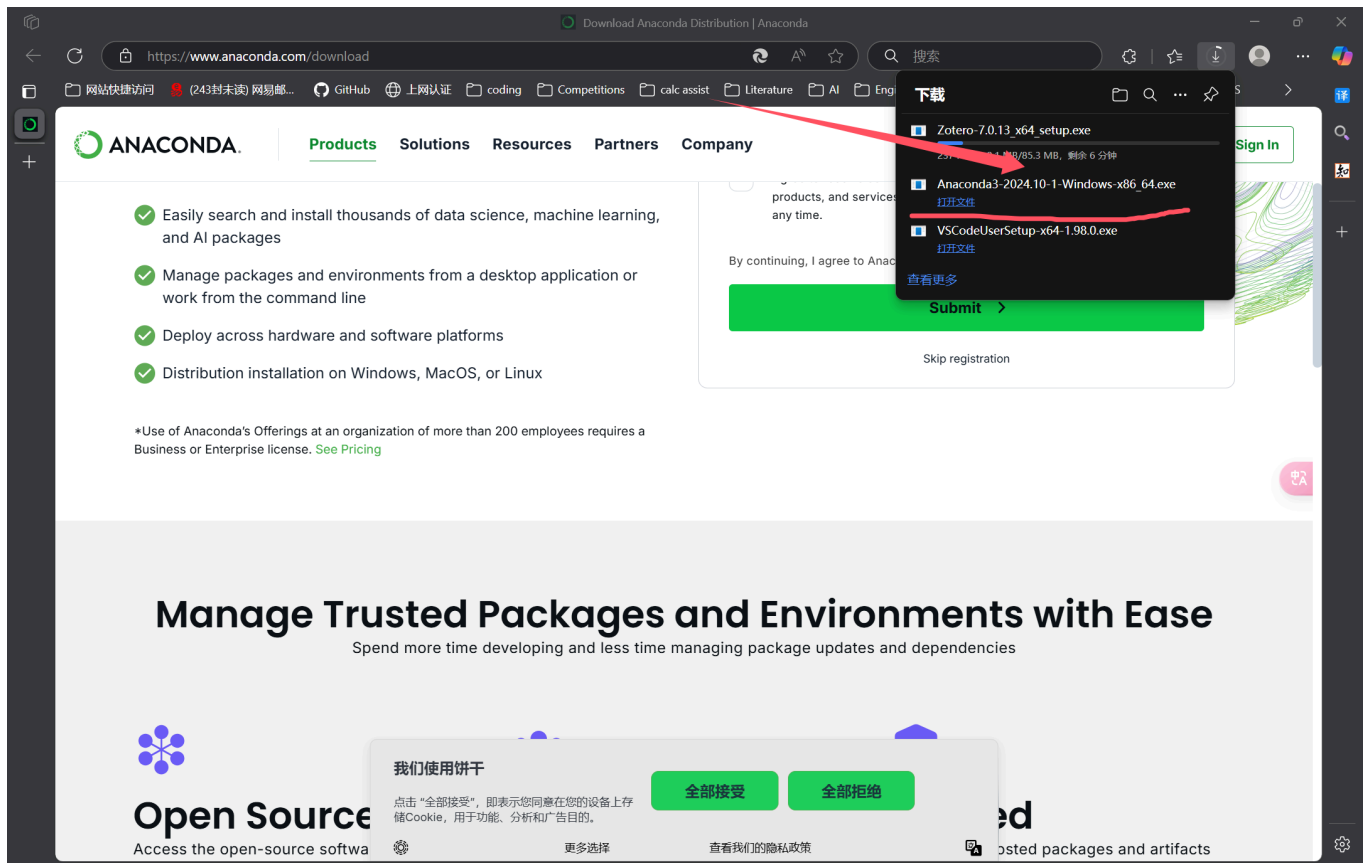 Download Anaconda Distribution | Anaconda
https://www.anaconda.com/download
搜索
网站快捷访问
(243封未读) 网易邮...
GitHub
上网认证
coding
Competitions
calc assist
Literature
AI
S
下载
Zotero-7.0.13_x64_setup.exe
MB/85.3 MB, 剩余 6 分钟
Anaconda3-2024.10-1-Windows-x86_64.exe
打开文件
VSCodeUserSetup-x64-1.98.0.exe
打开文件
查看更多
译
知
ANACONDA.
Products
Solutions
Resources
Partners
Company
Sign In
Easily search and install thousands of data science, machine learning,
and AI packages
Manage packages and environments from a desktop application or
work from the command line
Deploy across hardware and software platforms
Distribution installation on Windows, MacOS, or Linux
*Use of Anaconda's Offerings at an organization of more than 200 employees requires a
Business or Enterprise license. See Pricing
products, and services
any time.
By continuing, I agree to Anac
Submit
Skip registration
Manage Trusted Packages and Environments with Ease
Spend more time developing and less time managing package updates and dependencies
Open Source
Access the open-source softwa
ed
osted packages and artifacts
我们使用饼干
点击 "全部接受"，即表示您同意在您的设备上存
储Cookie，用于功能、分析和广告目的。
全部接受
全部拒绝
更多选择
查看我们的隐私政策